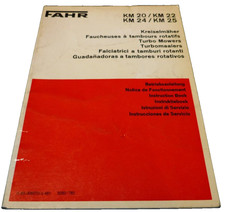 FAHR
KM 20 / KM 22
KM 24 / KM 25
Kreiselmäher
Faucheuses à tambours rotatifs
Turbo Mowers
Turbomaaiers
Falciatrici a tamburi rotanti
Guadañadoras a tambores rotativos
Betriebsanleitung
Notice de Fonctionnement
Instruction Book
Instructieboek
Istruzioni di Servizio
Instrucciones de Servicio